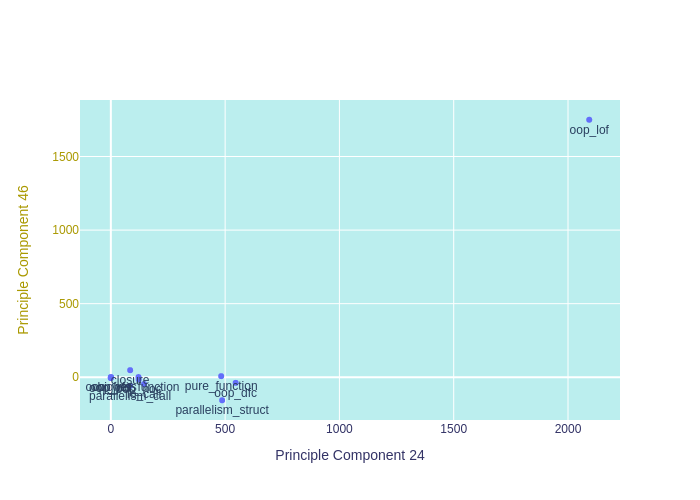 Principle Component 46
1500
1000
500
0
oop_lof
closure
pure_function
oop_dfc
parallelism_call
parallelism_struct
0
500
1000
1500
2000
Principle Component 24